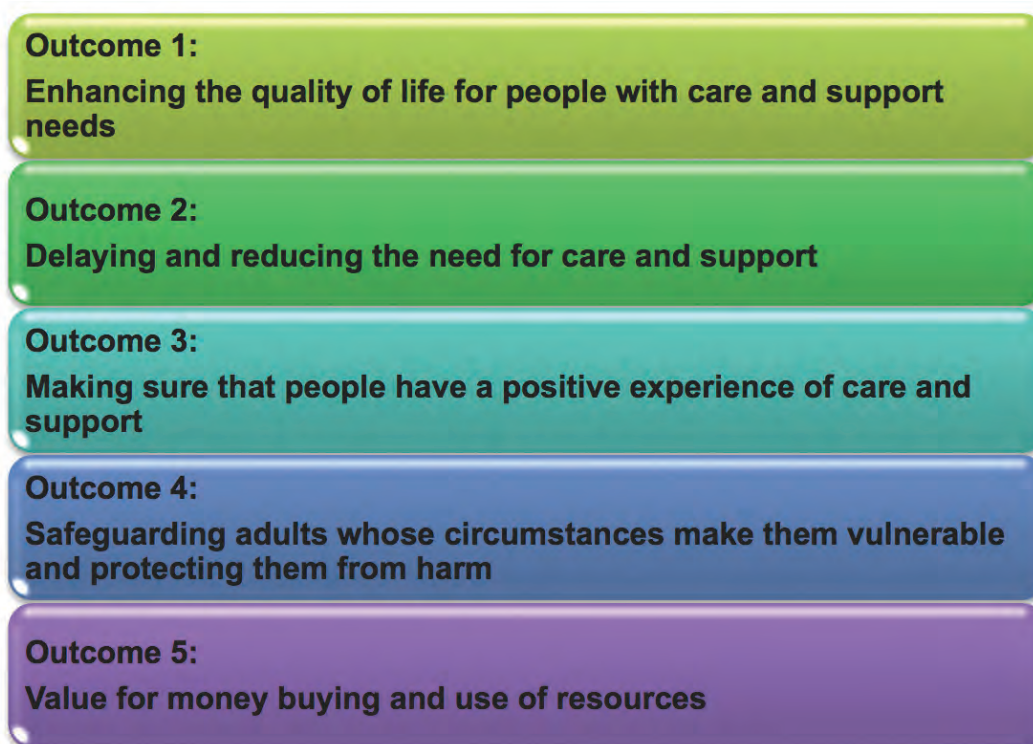 Outcome 1:
Enhancing the quality of life for people with care and support
needs
Outcome 2:
Delaying and reducing the need for care and support
Outcome 3:
Making sure that people have a positive experience of care and
support
Outcome 4:
Safeguarding adults whose circumstances make them vulnerable
and protecting them from harm
Outcome 5:
Value for money buying and use of resources